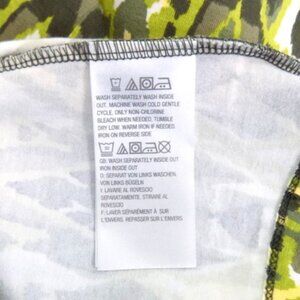 WASH SEPARATELY WASH INSIDE
OUT. MACHINE WASH COLD GENTLE
CYCLE. ONLY NON-CHLORINE
BLEACH WHEN NEEDED, TUMBLE
DRY LOW. WARM IRON IF NEEDED.
IRON ON REVERSE SIDE.
GB: WASH SEPARATELY WASH INSIDE OUT
IRON INSIDE OUT
D: SEPARAT VON LINKS WASCHEN,
VON LINKS BÜGELN
I: LAVARE AL ROVESCIO
SEPARATAMENTE, STIRARE AL
ROVESCIO
F: LAVER SÉPARÉMENT À SUR
L'ENVERS. REPASSER SUR L'ENVERS